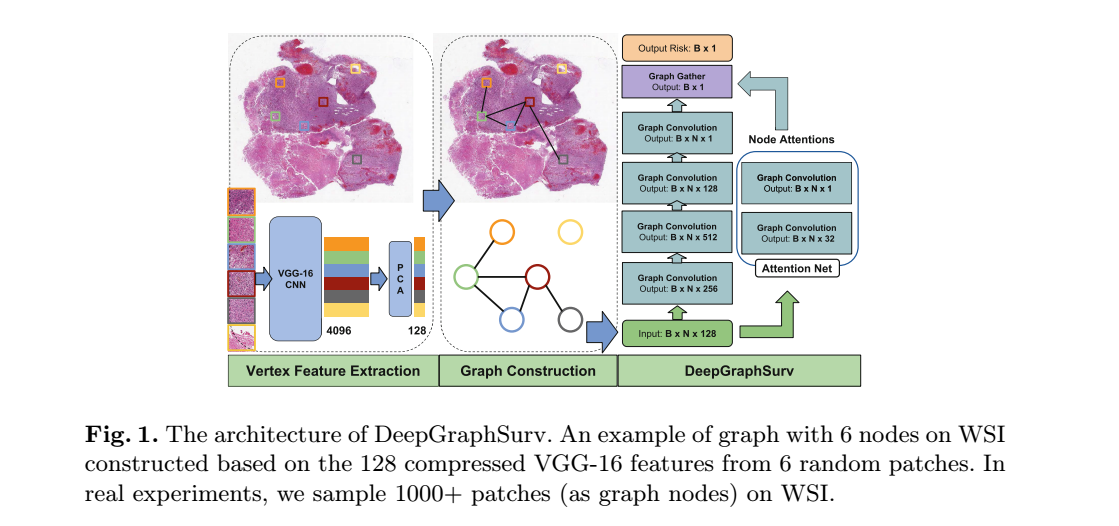 VGG-16
CNN
4096
P
C
A
128
Output Risk: B x 1
Graph Gather
Output: B x 1
Graph Convolution
Output: B x N x 1
Graph Convolution
Output: B x N x 128
Graph Convolution
Output: B x N x 512
Graph Convolution
Output: B x N x 256
Input: B x N x 128
Node Attentions
Graph Convolution
Output: B x N x 1
Graph Convolution
Output: B x N x 32
Attention Net
Vertex Feature Extraction
Graph Construction
DeepGraphSurv
Fig. 1. The architecture of DeepGraphSurv. An example of graph with 6 nodes on WSI
constructed based on the 128 compressed VGG-16 features from 6 random patches. In
real experiments, we sample 1000+ patches (as graph nodes) on WSI.